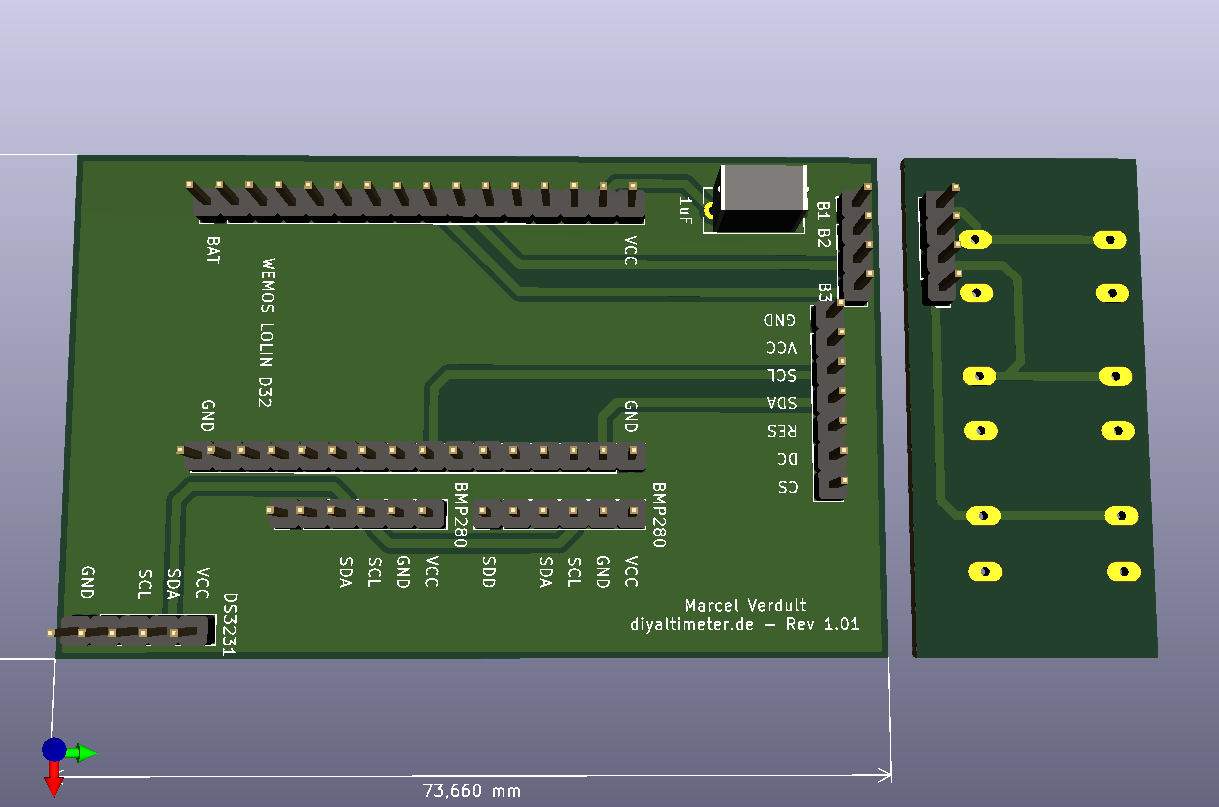 1uF
B1 B2
BAT
VCC
WEMOS LOLIN D32
B3
GND
VCC
SCL
SDA
RES
DC
CS
GND
GND
BMP280
BMP280
SDA
SCL
GND
VCC
SDD
SDA
SCL
GND
VCC
GND
SCL
SDA
VCC
DS3231
Marcel Verdult
diyaltimeter.de – Rev 1.01
73,660 mm